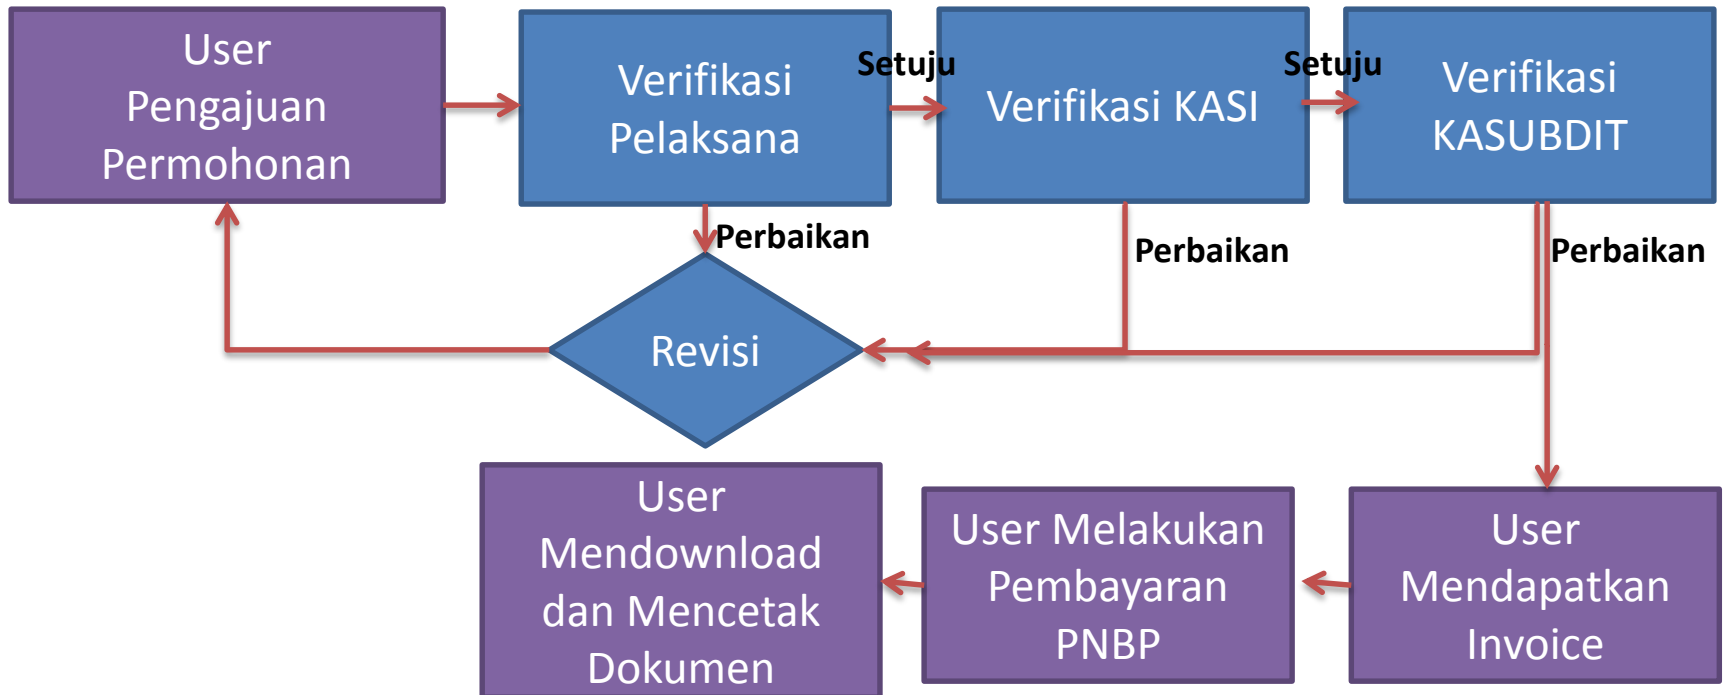 User
Pengajuan
Permohonan
Verifikasi
Pelaksana
Setuju
Verifikasi KASI
Setuju
Verifikasi
KASUBDIT
Perbaikan
Perbaikan
Perbaikan
Revisi
User
Mendownload
dan Mencetak
Dokumen
User Melakukan
Pembayaran
PNBP
User
Mendapatkan
Invoice